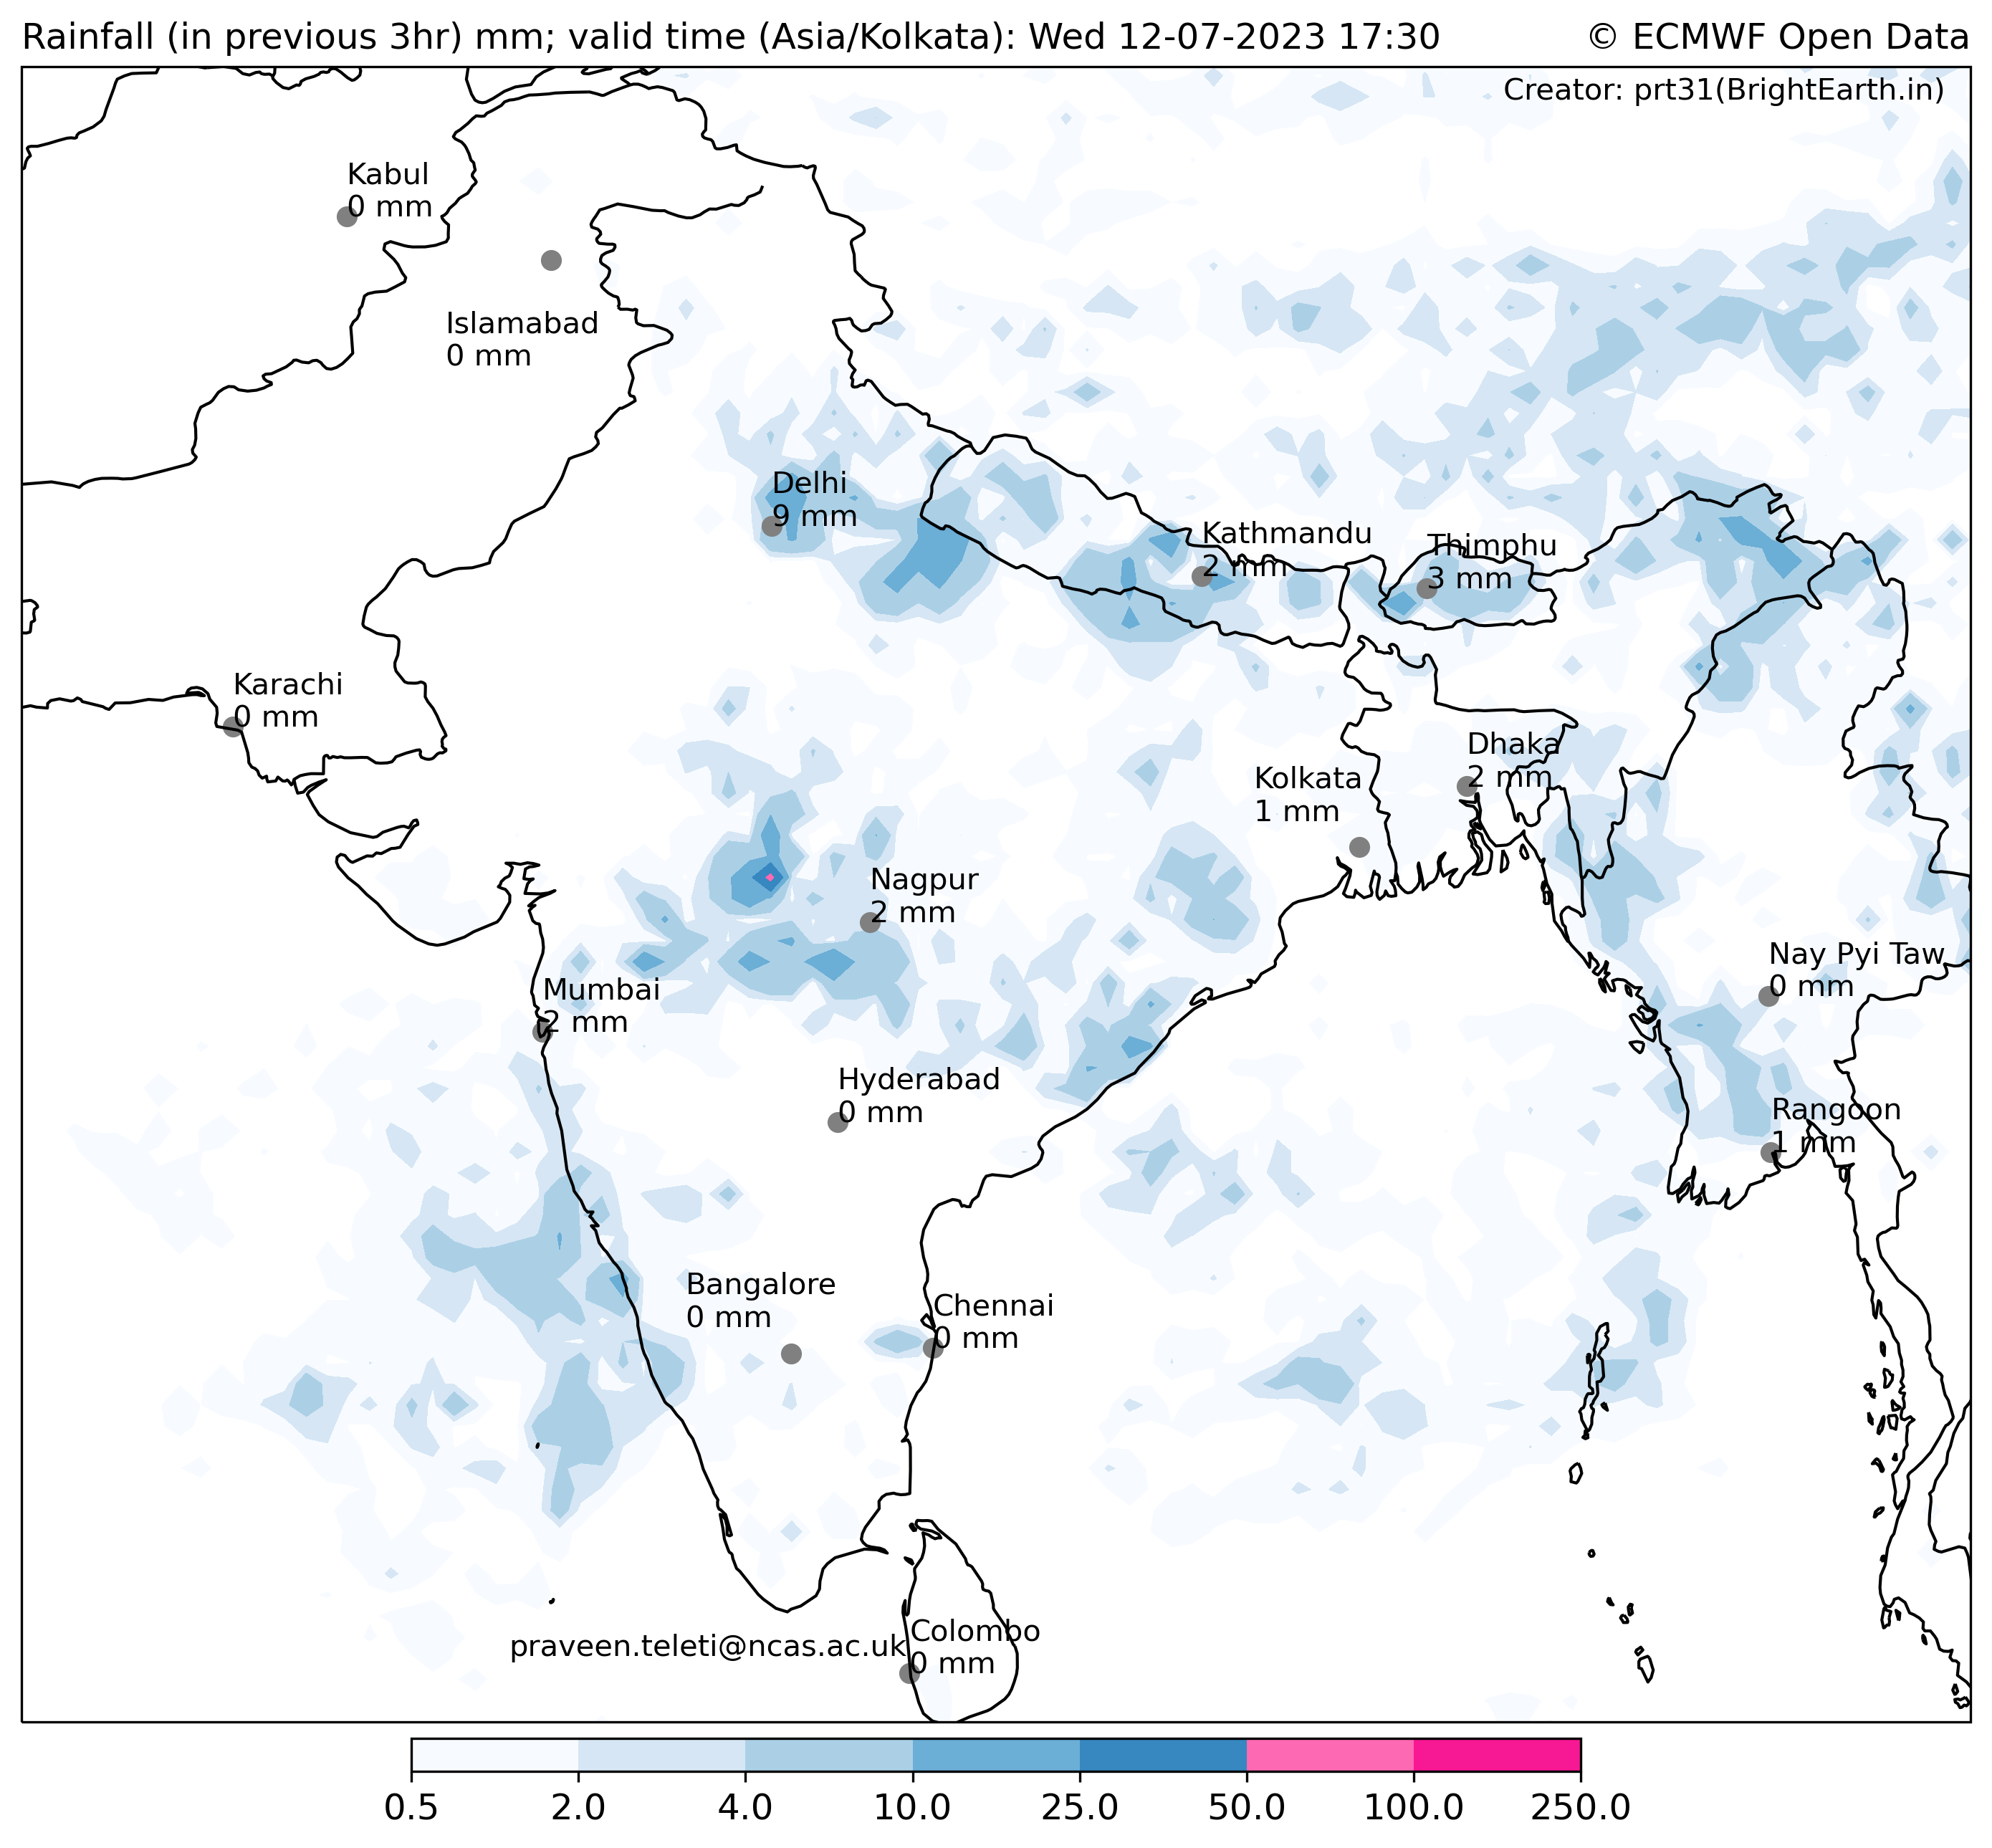 Rainfall (in previous 3hr) mm; valid time (Asia/Kolkata): Wed 12-07-2023 17:30 © ECMWF Open Data
Creator: prt31(BrightEarth.in)
Kabul
0 mm
Islamabad
0 mm
Delhi
9 mm
Kathmandu
2 mm
Thimphu
3 mm
Karachi
0 mm
Dhaka
2 mm
Kolkata
1 mm
Nagpur
2 mm
Nay Pyi Taw
0 mm
Mumbai
2 mm
Hyderabad
0 mm
Rangoon
1 mm
Bangalore
0 mm
Chennai
0 mm
Colombo
0 mm
praveen.teleti@ncas.ac.uk
0.5 2.0 4.0 10.0 25.0 50.0 100.0 250.0